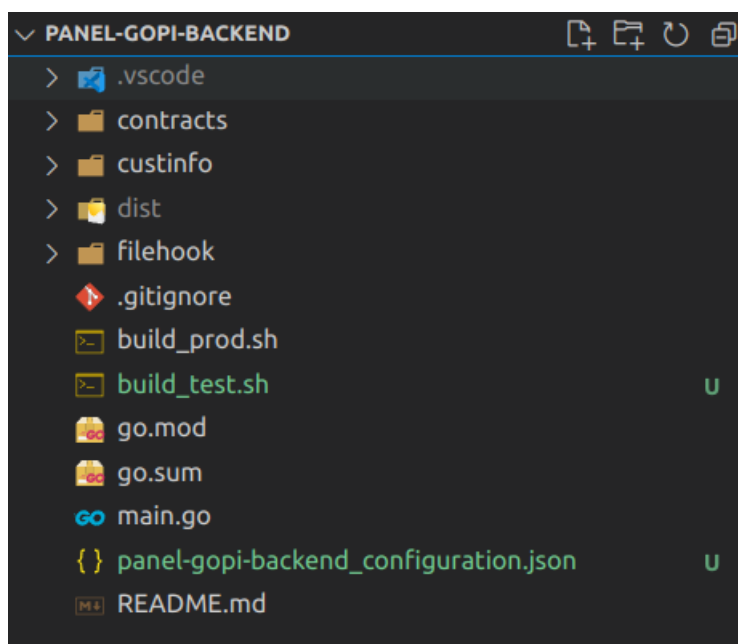 PANEL-GOPI-BACKEND
.vscode
contracts
custinfo
dist
filehook
.gitignore
build_prod.sh
build_test.sh U
go.mod
go.sum
GO main.go
{ } panel-gopi-backend_configuration.json U
README.md